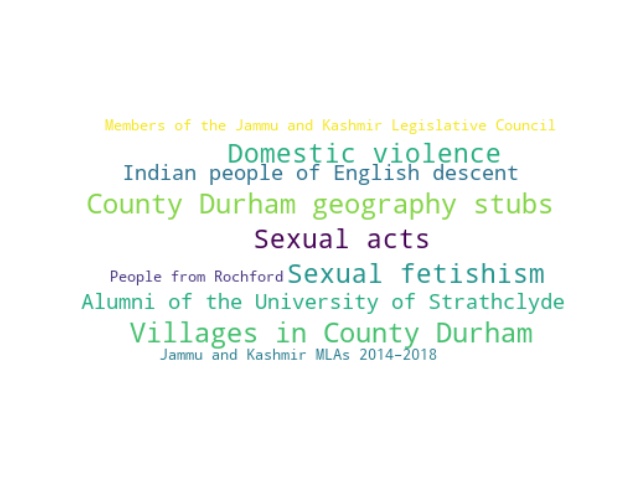 Members of the Jammu and Kashmir Legislative Council
Domestic violence
Indian people of English descent
County Durham geography stubs
Sexual acts
People from Rochford Sexual fetishism
Alumni of the University of Strathclyde
Villages in County Durham
Jammu and Kashmir MLAs 2014–2018